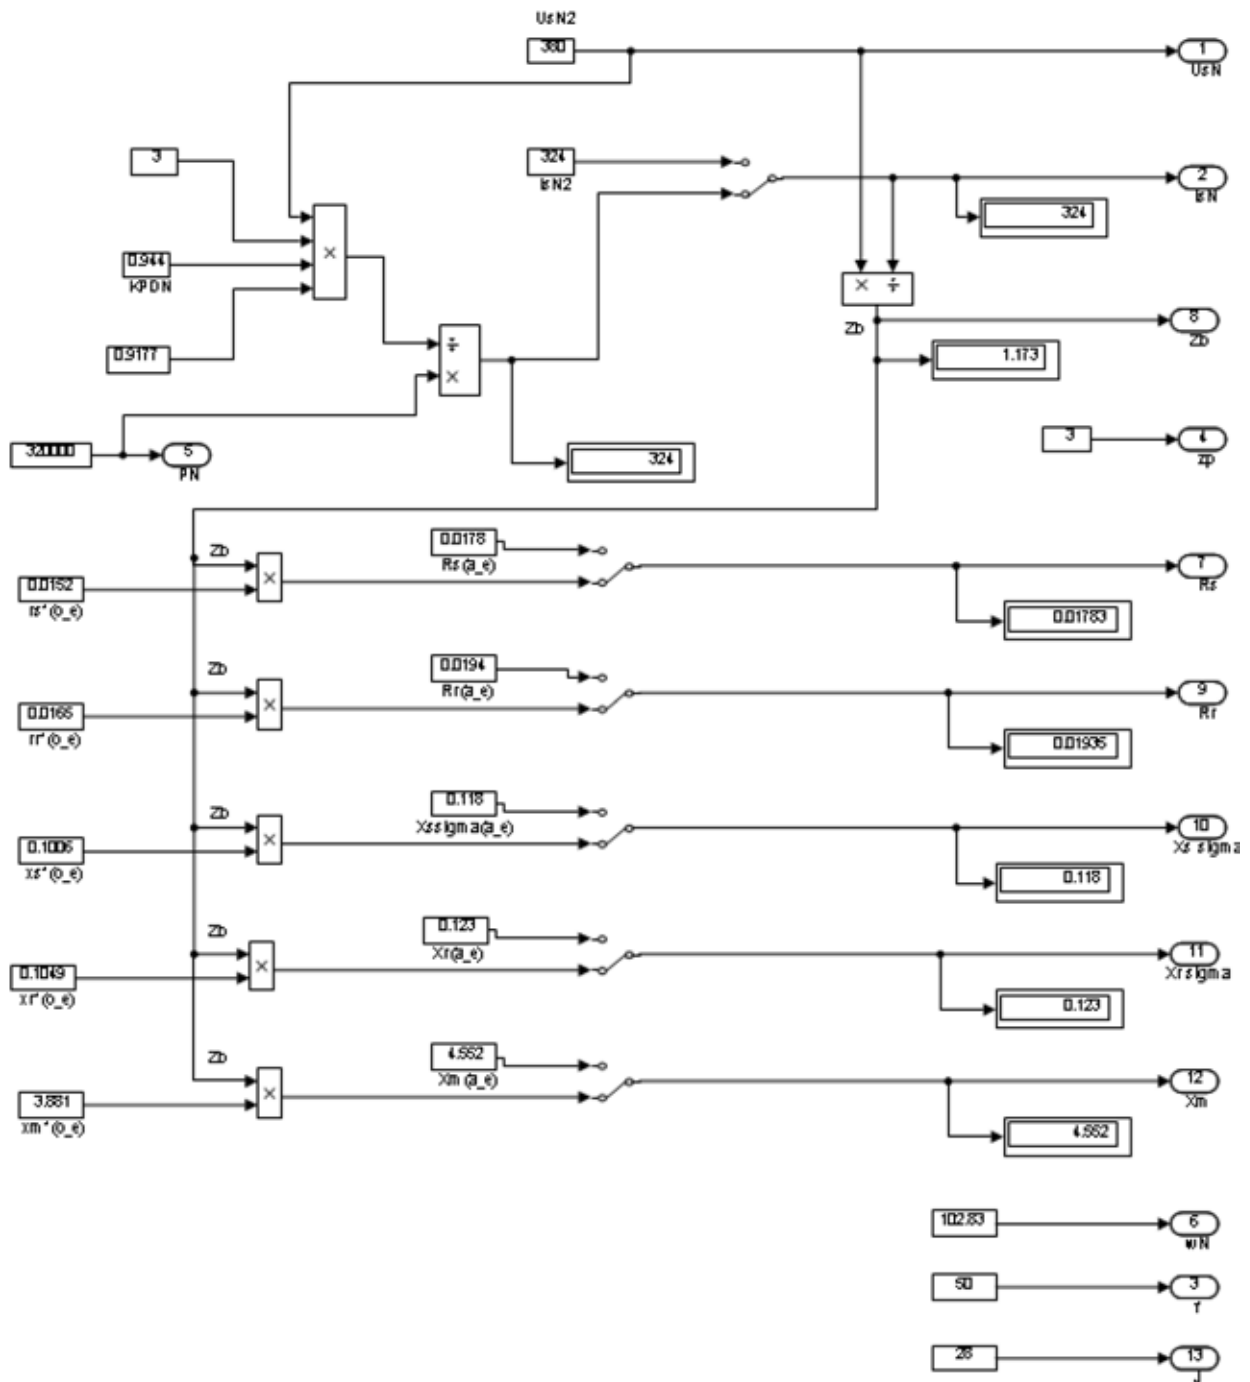 UsN2
380
1
UsN
3
324
IsN2
2
IsN
324
0.944
KPDN
×
× ÷
Zb
8
Zb
0.9177
÷
×
1.173
320000
5
PN
324
3
4
zp
Zb
0.0178
Rs(a_e)
×
7
Rs
0.0152
rs*(o_e)
0.01783
Zb
0.0194
Rr(a_e)
×
9
Rr
0.0165
rr*(o_e)
0.01936
Zb
0.118
Xssigma(a_e)
×
10
Xs sigma
0.1006
xs*(o_e)
0.118
Zb
0.123
Xr(a_e)
×
11
Xrsigma
0.1049
xr*(o_e)
0.123
Zb
4.552
Xm(a_e)
×
12
Xm
3.881
xm*(o_e)
4.552
102.83
6
wN
50
3
f
28
13
J